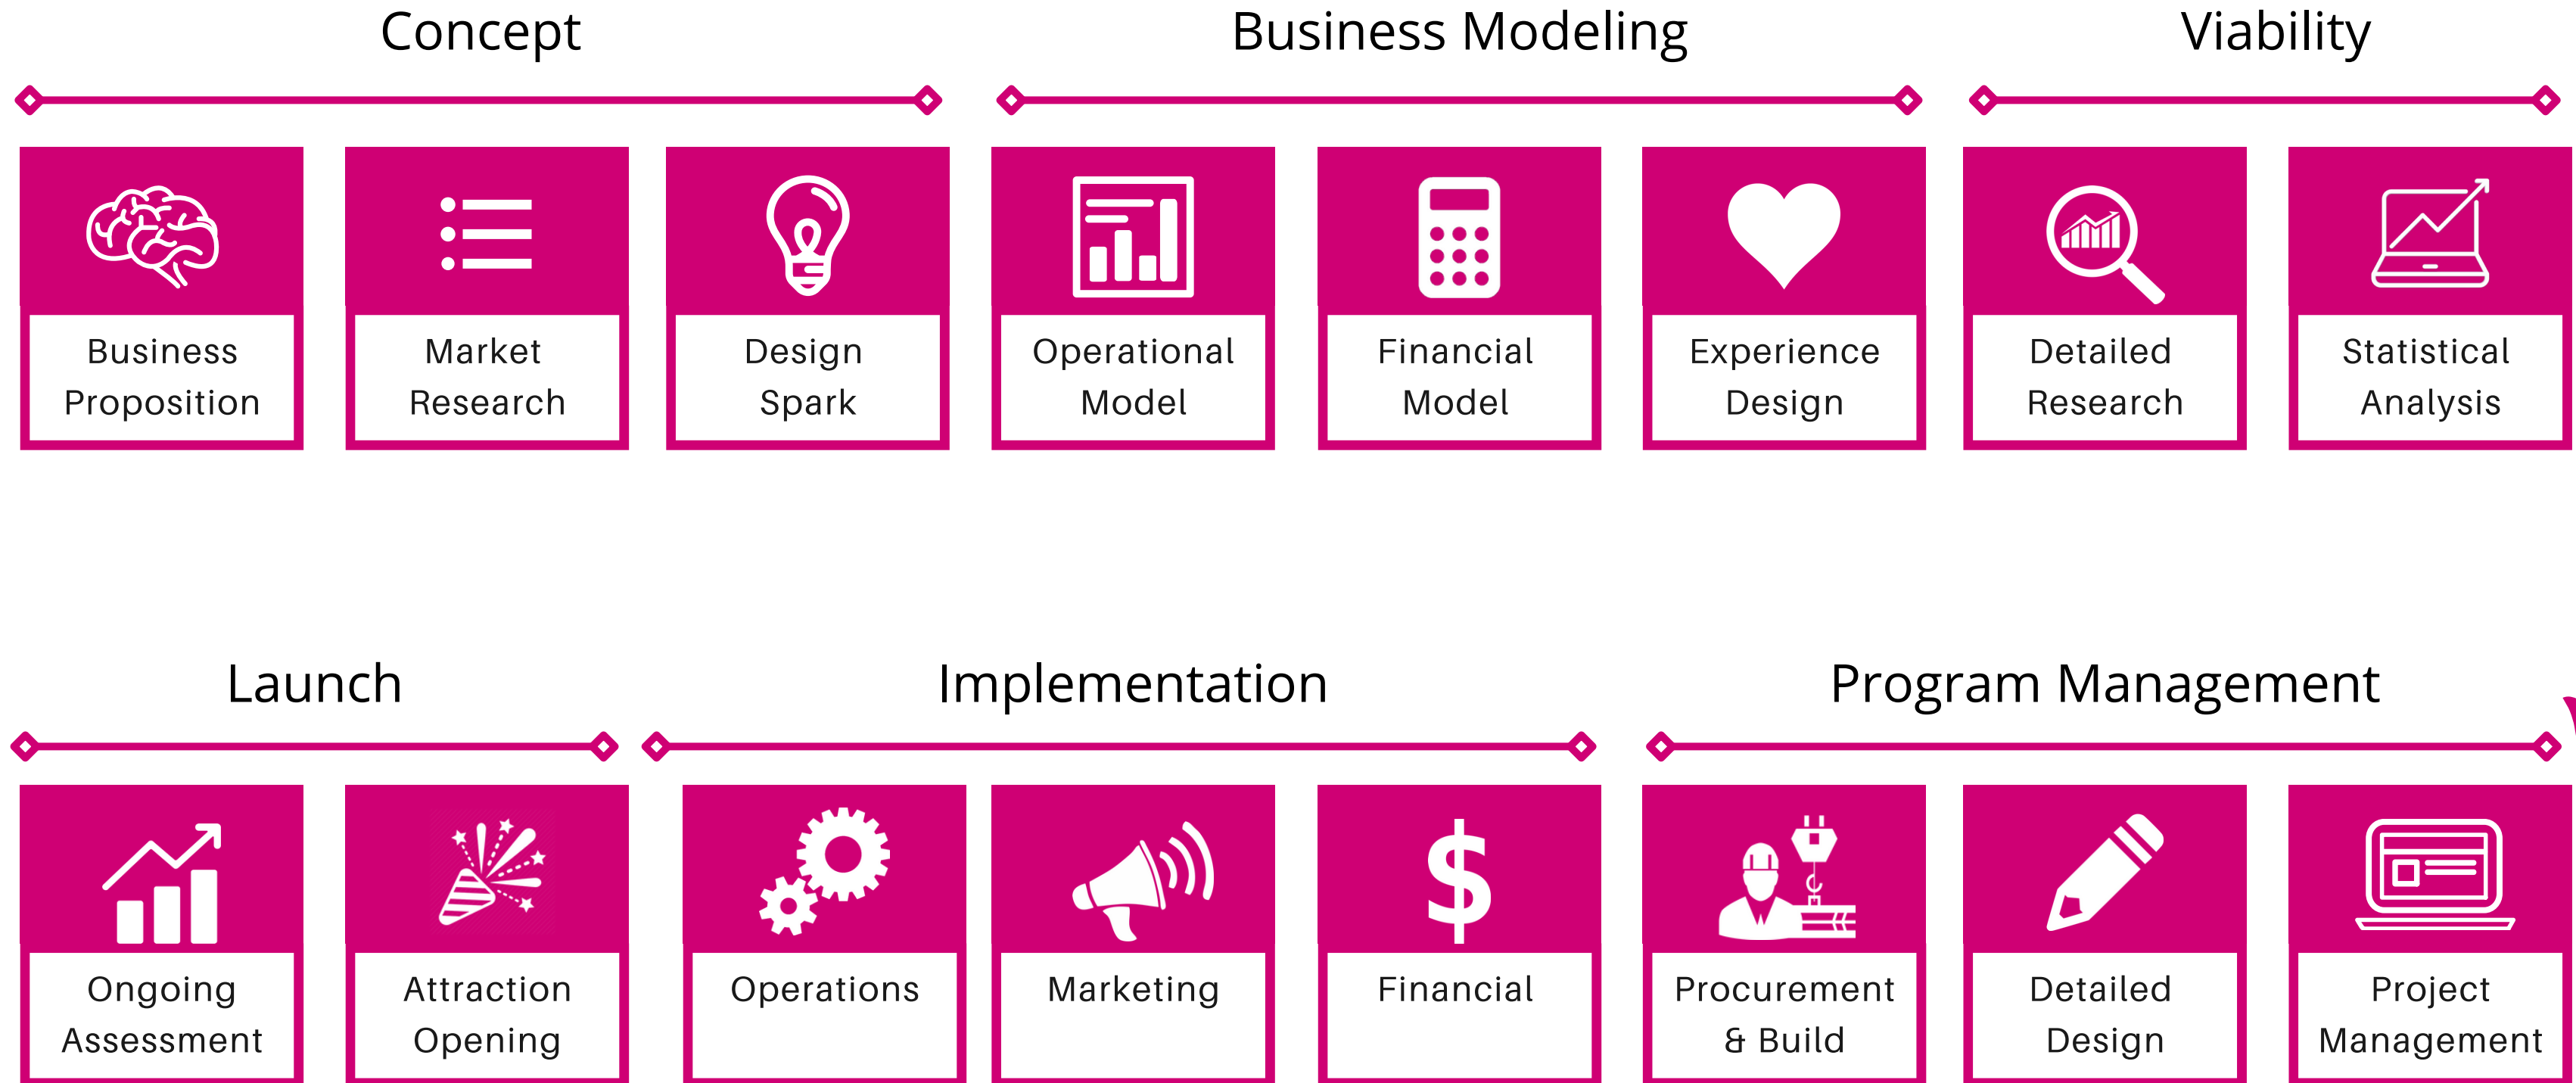 Concept
Business Modeling
Viability
Business
Proposition
Market
Research
Design
Spark
Operational
Model
Financial
Model
Experience
Design
Detailed
Research
Statistical
Analysis
Launch
Implementation
Program Management
Ongoing
Assessment
Attraction
Opening
Operations
Marketing
Financial
$
Procurement
& Build
Detailed
Design
Project
Management